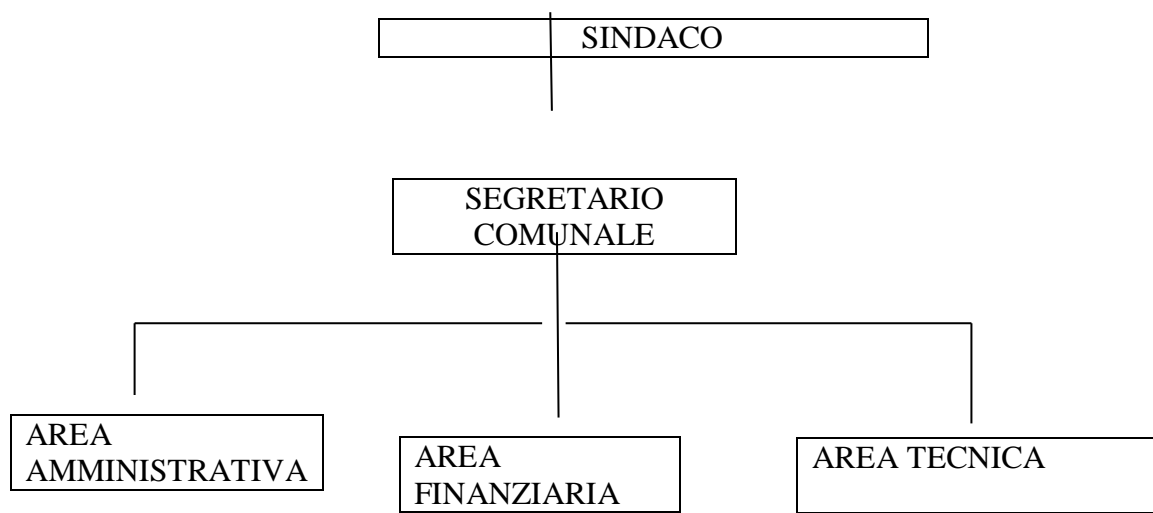 SINDACO
SEGRETARIO
COMUNALE
AREA
AMMINISTRATIVA
AREA
FINANZIARIA
AREA TECNICA